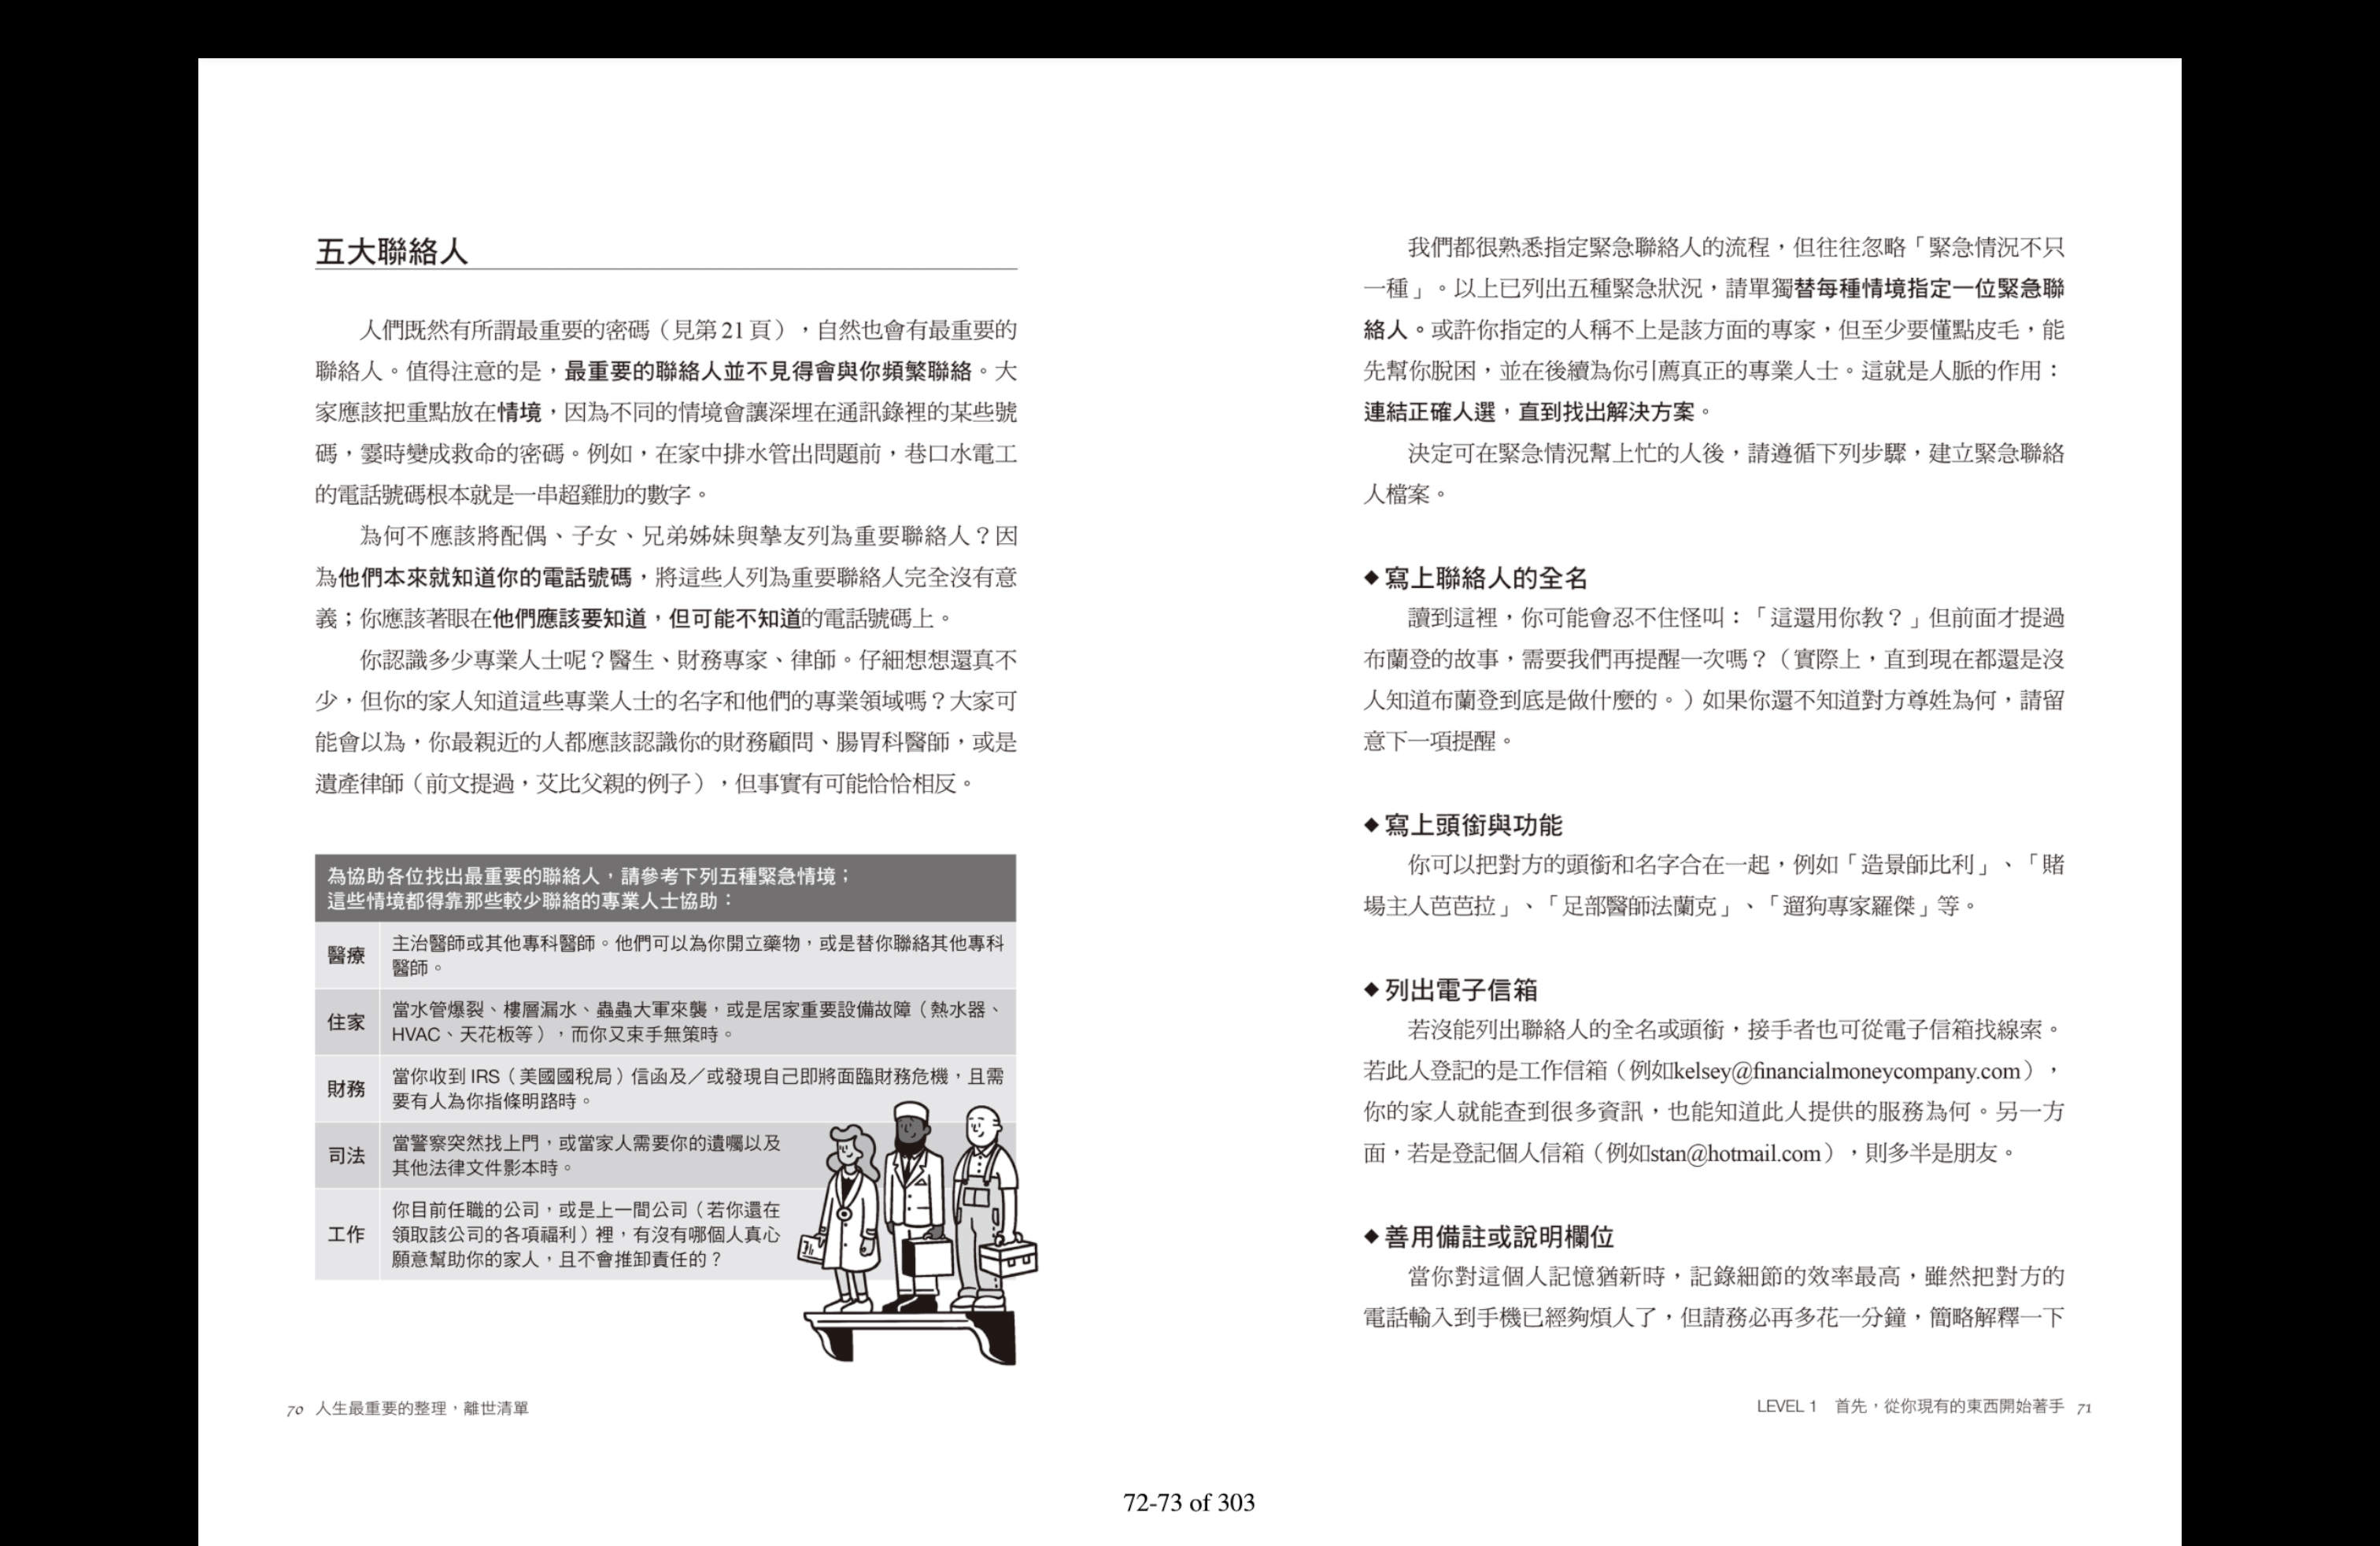 五大聯絡人
人們既然有所謂最重要的密碼（見第21頁），自然也會有最重要的
聯絡人。值得注意的是，最重要的聯絡人並不見得會與你頻繁聯絡。大
家應該把重點放在情境，因為不同的情境會讓深埋在通訊錄裡的某些號
碼，霎時變成救命的密碼。例如，在家中排水管出問題前，巷口水電工
的電話號碼根本就是一串超雞肋的數字。
為何不應該將配偶、子女、兄弟姊妹與摯友列為重要聯絡人？因
為他們本來就知道你的電話號碼，將這些人列為重要聯絡人完全沒有意
義；你應該著眼在他們應該要知道，但可能不知道的電話號碼上。
你認識多少專業人士呢？醫生、財務專家、律師。仔細想想還真不
少，但你的家人知道這些專業人士的名字和他們的專業領域嗎？大家可
能會以為，你最親近的人都應該認識你的財務顧問、腸胃科醫師，或是
遺產律師（前文提過，艾比父親的例子），但事實有可能恰恰相反。
為協助各位找出最重要的聯絡人，請參考下列五種緊急情境；
這些情境都得靠那些較少聯絡的專業人士協助：
醫療
主治醫師或其他專科醫師。他們可以為你開立藥物，或是替你聯絡其他專科
醫師。
住家
當水管爆裂、樓層漏水、蟲蟲大軍來襲，或是居家重要設備故障（熱水器、
HVAC、天花板等），而你又束手無策時。
財務
當你收到 IRS（美國國稅局）信函及／或發現自己即將面臨財務危機，且需
要有人為你指條明路時。
司法
當警察突然找上門，或當家人需要你的遺囑以及
其他法律文件影本時。
工作
你目前任職的公司，或是上一間公司（若你還在
領取該公司的各項福利）裡，有沒有哪個人真心
願意幫助你的家人，且不會推卸責任的？
70 人生最重要的整理，離世清單
我們都很熟悉指定緊急聯絡人的流程，但往往忽略「緊急情況不只
一種」。以上已列出五種緊急狀況，請單獨替每種情境指定一位緊急聯
絡人。或許你指定的人稱不上是該方面的專家，但至少要懂點皮毛，能
先幫你脫困，並在後續為你引薦真正的專業人士。這就是人脈的作用：
連結正確人選，直到找出解決方案。
決定可在緊急情況幫上忙的人後，請遵循下列步驟，建立緊急聯絡
人檔案。
◆寫上聯絡人的全名
讀到這裡，你可能會忍不住怪叫：「這還用你教？」但前面才提過
布蘭登的故事，需要我們再提醒一次嗎？（實際上，直到現在都還是沒
人知道布蘭登到底是做什麼的。）如果你還不知道對方尊姓為何，請留
意下一項提醒。
◆寫上頭銜與功能
你可以把對方的頭銜和名字合在一起，例如「造景師比利」、「賭
場主人芭芭拉」、「足部醫師法蘭克」、「遛狗專家羅傑」等。
◆列出電子信箱
若沒能列出聯絡人的全名或頭銜，接手者也可從電子信箱找線索。
若此人登記的是工作信箱（例如kelsey@financialmoneycompany.com），
你的家人就能查到很多資訊，也能知道此人提供的服務為何。另一方
面，若是登記個人信箱（例如stan@hotmail.com），則多半是朋友。
◆善用備註或說明欄位
當你對這個人記憶猶新時，記錄細節的效率最高，雖然把對方的
電話輸入到手機已經夠煩人了，但請務必再多花一分鐘，簡略解釋一下
LEVEL 1 首先，從你現有的東西開始著手 71
72-73 of 303